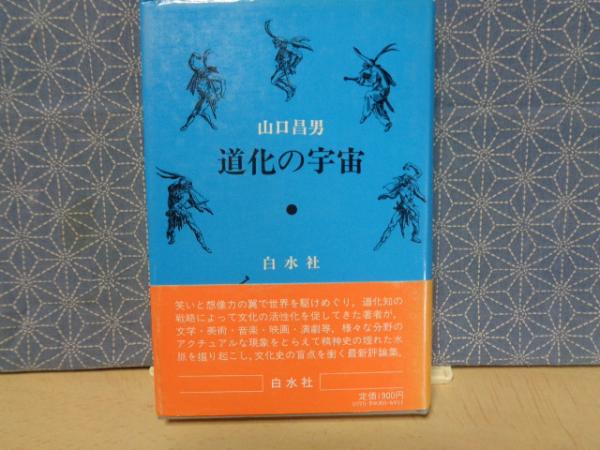 山口昌男
道化の宇宙
白水社
笑いと想像力の翼で世界を駆けめぐり，道化知の
戦略によって文化の活性化を促してきた著者が，
文学・美術・音楽・映画・演劇等，様々な分野の
アクチュアルな現象をとらえて精神史の埋れた水
脈を掘り起こし，文化史の盲点を衝く最新評論集。
白水社
定価1900円